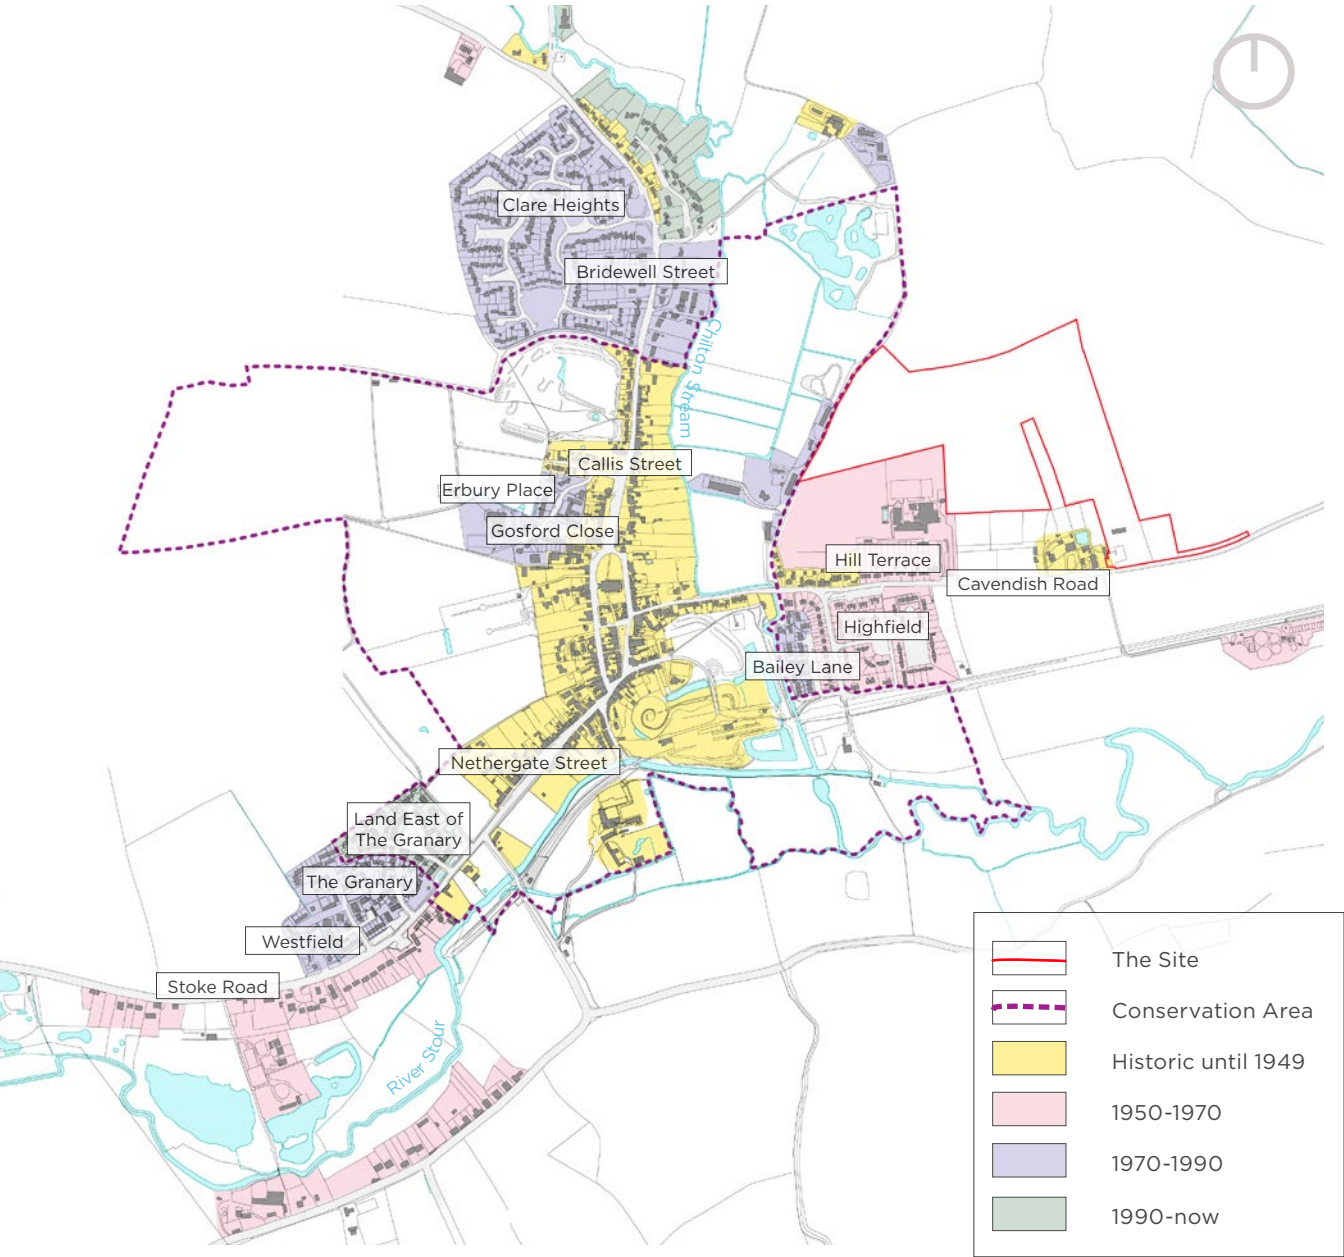 Clare Heights
Bridewell Street
Chilton Stream
Callis Street
Erbury Place
Gosford Close
Hill Terrace
Cavendish Road
Highfield
Bailey Lane
Nethergate Street
Land East of
The Granary
The Granary
Westfield
Stoke Road
River Stour
The Site
Conservation Area
Historic until 1949
1950-1970
1970-1990
1990-now